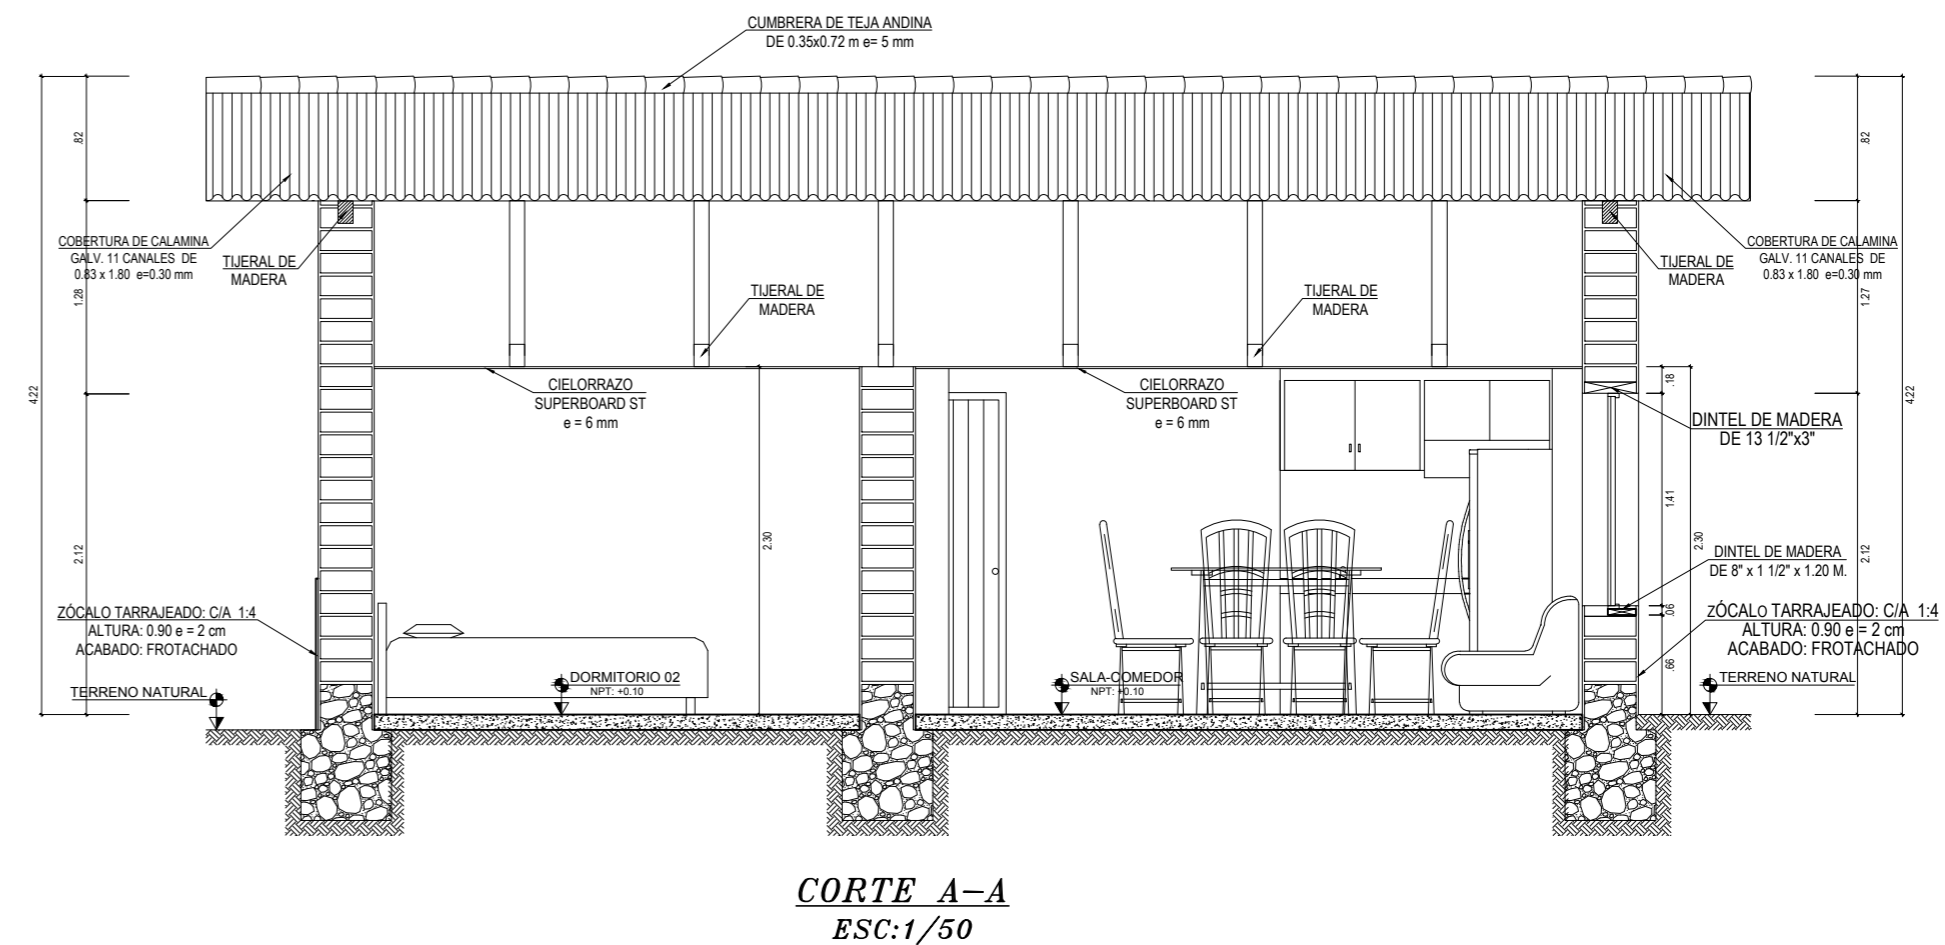 CUMBRERA DE TEJA ANDINA
DE 0.35x0.72 m e= 5 mm
.82
.82
COBERTURA DE CALAMINA
GALV. 11 CANALES DE
0.83 x 1.80 e=0.30 mm
TIJERAL DE
MADERA
TIJERAL DE
MADERA
TIJERAL DE
MADERA
TIJERAL DE
MADERA
COBERTURA DE CALAMINA
GALV. 11 CANALES DE
0.83 x 1.80 e=0.30 mm
1.28
1.27
4.22
4.22
CIELORRAZO
SUPERBOARD ST
e = 6 mm
CIELORRAZO
SUPERBOARD ST
e = 6 mm
.18
DINTEL DE MADERA
DE 13 1/2"x3"
1.41
2.30
2.30
2.12
2.12
DINTEL DE MADERA
DE 8" x 1 1/2" x 1.20 M.
.06
.66
ZÓCALO TARRAJEADO: C/A 1:4
ALTURA: 0.90 e = 2 cm
ACABADO: FROTACHADO
ZÓCALO TARRAJEADO: C/A 1:4
ALTURA: 0.90 e = 2 cm
ACABADO: FROTACHADO
TERRENO NATURAL
DORMITORIO 02
NPT: +0.10
SALA-COMEDOR
NPT: +0.10
TERRENO NATURAL
CORTE A-A
ESC:1/50